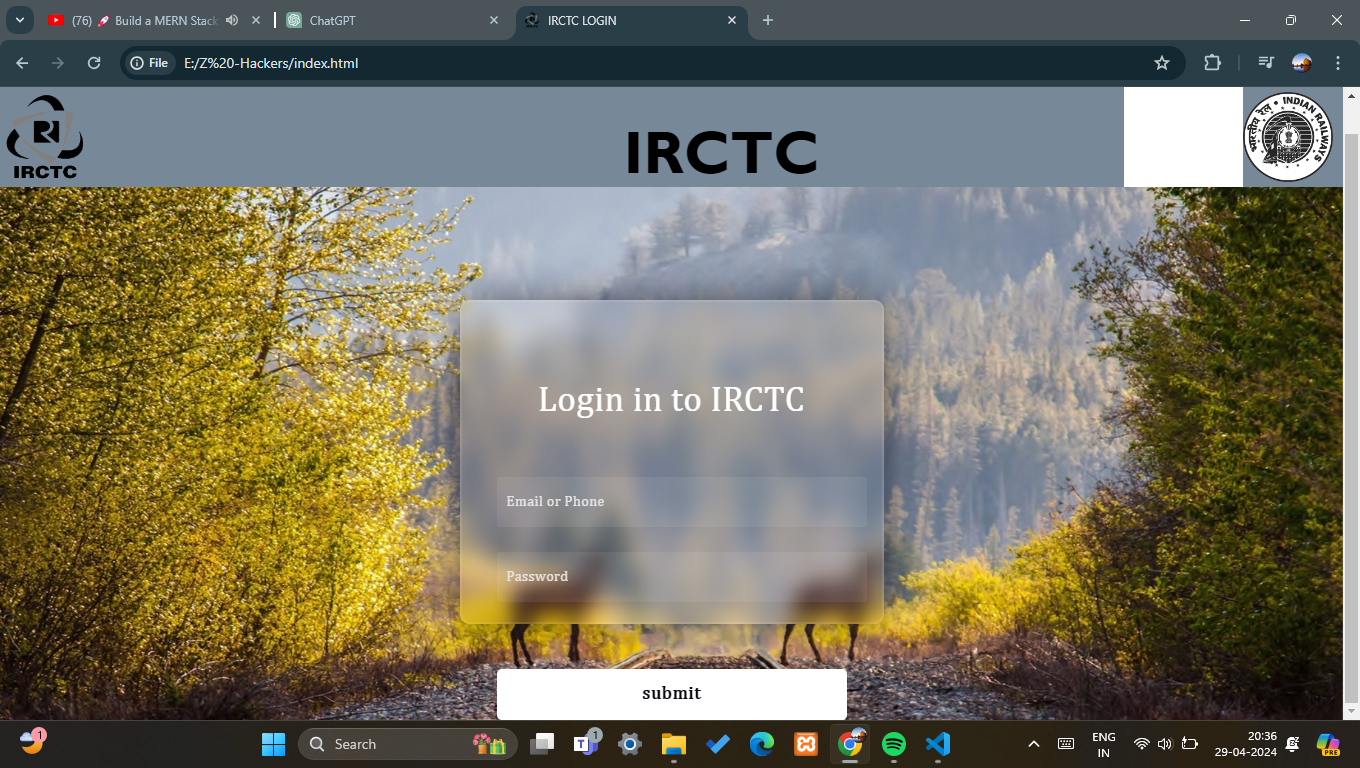 (76) 🚀 Build a MERN Stack
ChatGPT
IRCTC LOGIN
File
E:/Z%20-Hackers/index.html
IRCTC
IRCTC
भारतीय रेल • INDIAN RAILWAYS
Login in to IRCTC
Email or Phone
Password
submit
1
Search
1
ENG
IN
20:36
29-04-2024
PRE